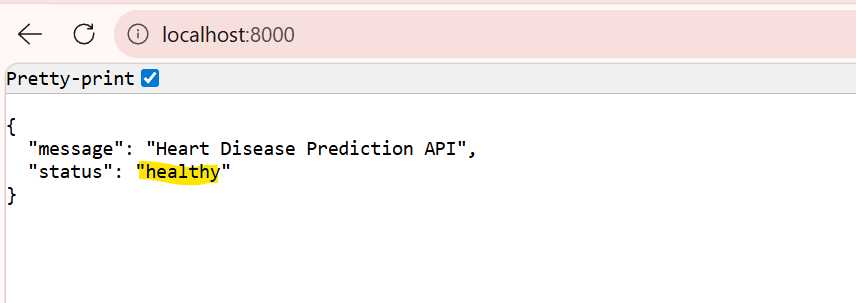 localhost:8000
Pretty-print
{
"message": "Heart Disease Prediction API",
"status": "healthy"
}